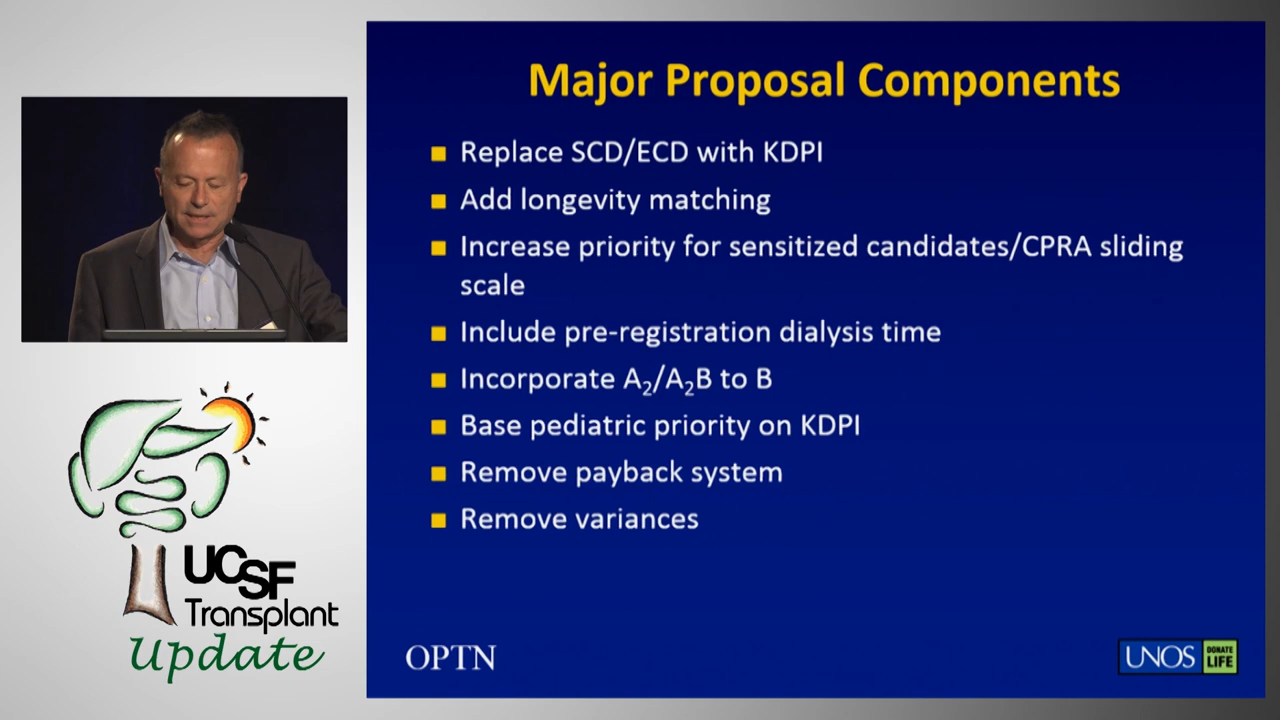 Major Proposal Components
Replace SCD/ECD with KDPI
Add longevity matching
Increase priority for sensitized candidates/CPRA sliding
scale
Include pre-registration dialysis time
Incorporate A₂/A₂B to B
Base pediatric priority on KDPI
Remove payback system
Remove variances
UCSF
Transplant
Update
OPTN
UNOS
DONATE
LIFE